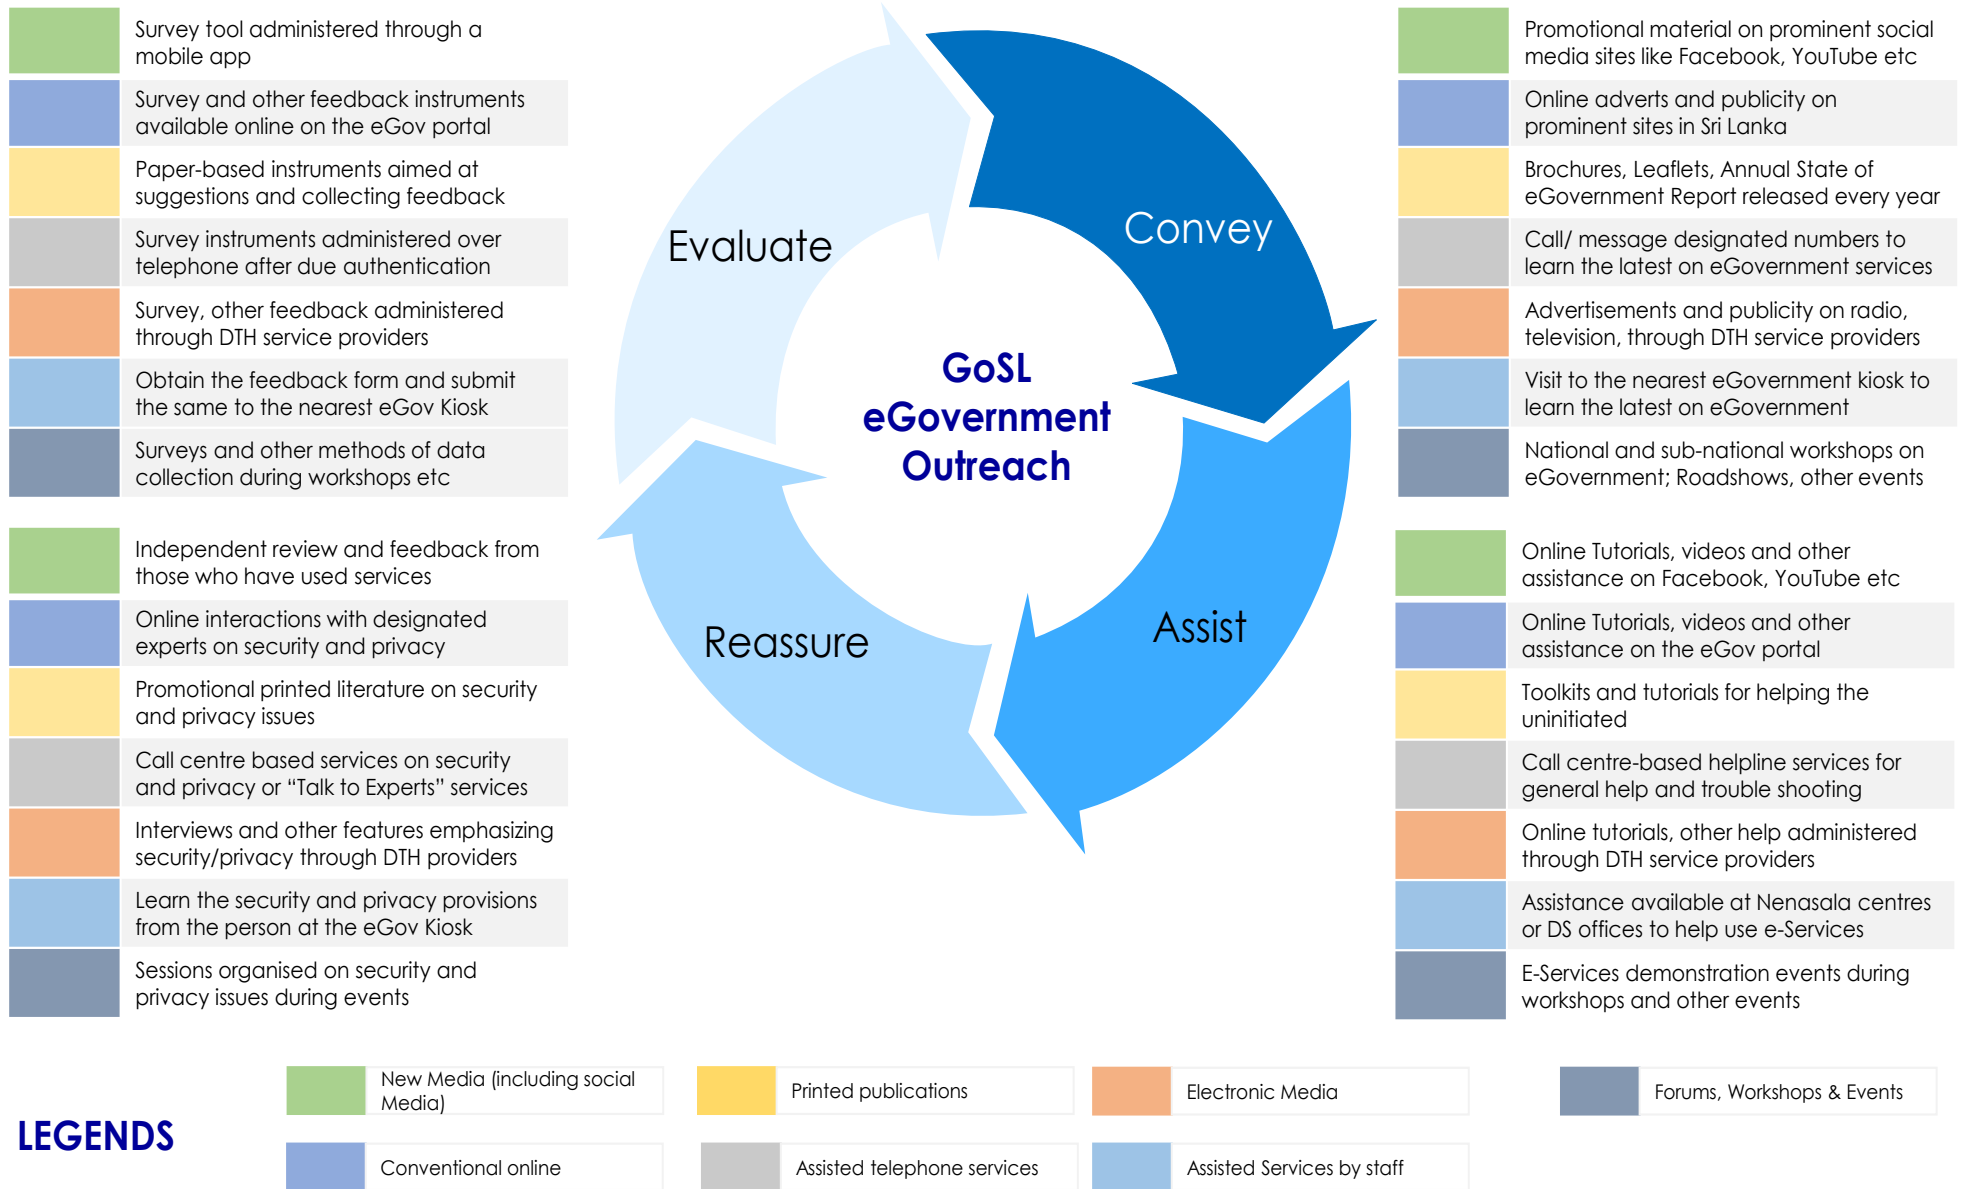 Survey tool administered through a
mobile app
Survey and other feedback instruments
available online on the eGov portal
Paper-based instruments aimed at
suggestions and collecting feedback
Survey instruments administered over
telephone after due authentication
Survey, other feedback administered
through DTH service providers
Obtain the feedback form and submit
the same to the nearest eGov Kiosk
Surveys and other methods of data
collection during workshops etc
Independent review and feedback from
those who have used services
Online interactions with designated
experts on security and privacy
Promotional printed literature on security
and privacy issues
Call centre based services on security
and privacy or “Talk to Experts” services
Interviews and other features emphasizing
security/privacy through DTH providers
Learn the security and privacy provisions
from the person at the eGov Kiosk
Sessions organised on security and
privacy issues during events
Evaluate
Convey
GoSL
eGovernment
Outreach
Reassure
Assist
Promotional material on prominent social
media sites like Facebook, YouTube etc
Online adverts and publicity on
prominent sites in Sri Lanka
Brochures, Leaflets, Annual State of
eGovernment Report released every year
Call/ message designated numbers to
learn the latest on eGovernment services
Advertisements and publicity on radio,
television, through DTH service providers
Visit to the nearest eGovernment kiosk to
learn the latest on eGovernment
National and sub-national workshops on
eGovernment; Roadshows, other events
Online Tutorials, videos and other
assistance on Facebook, YouTube etc
Online Tutorials, videos and other
assistance on the eGov portal
Toolkits and tutorials for helping the
uninitiated
Call centre-based helpline services for
general help and trouble shooting
Online tutorials, other help administered
through DTH service providers
Assistance available at Nenasala centres
or DS offices to help use e-Services
E-Services demonstration events during
workshops and other events
LEGENDS
New Media (including social
Media)
Printed publications
Electronic Media
Forums, Workshops & Events
Conventional online
Assisted telephone services
Assisted Services by staff